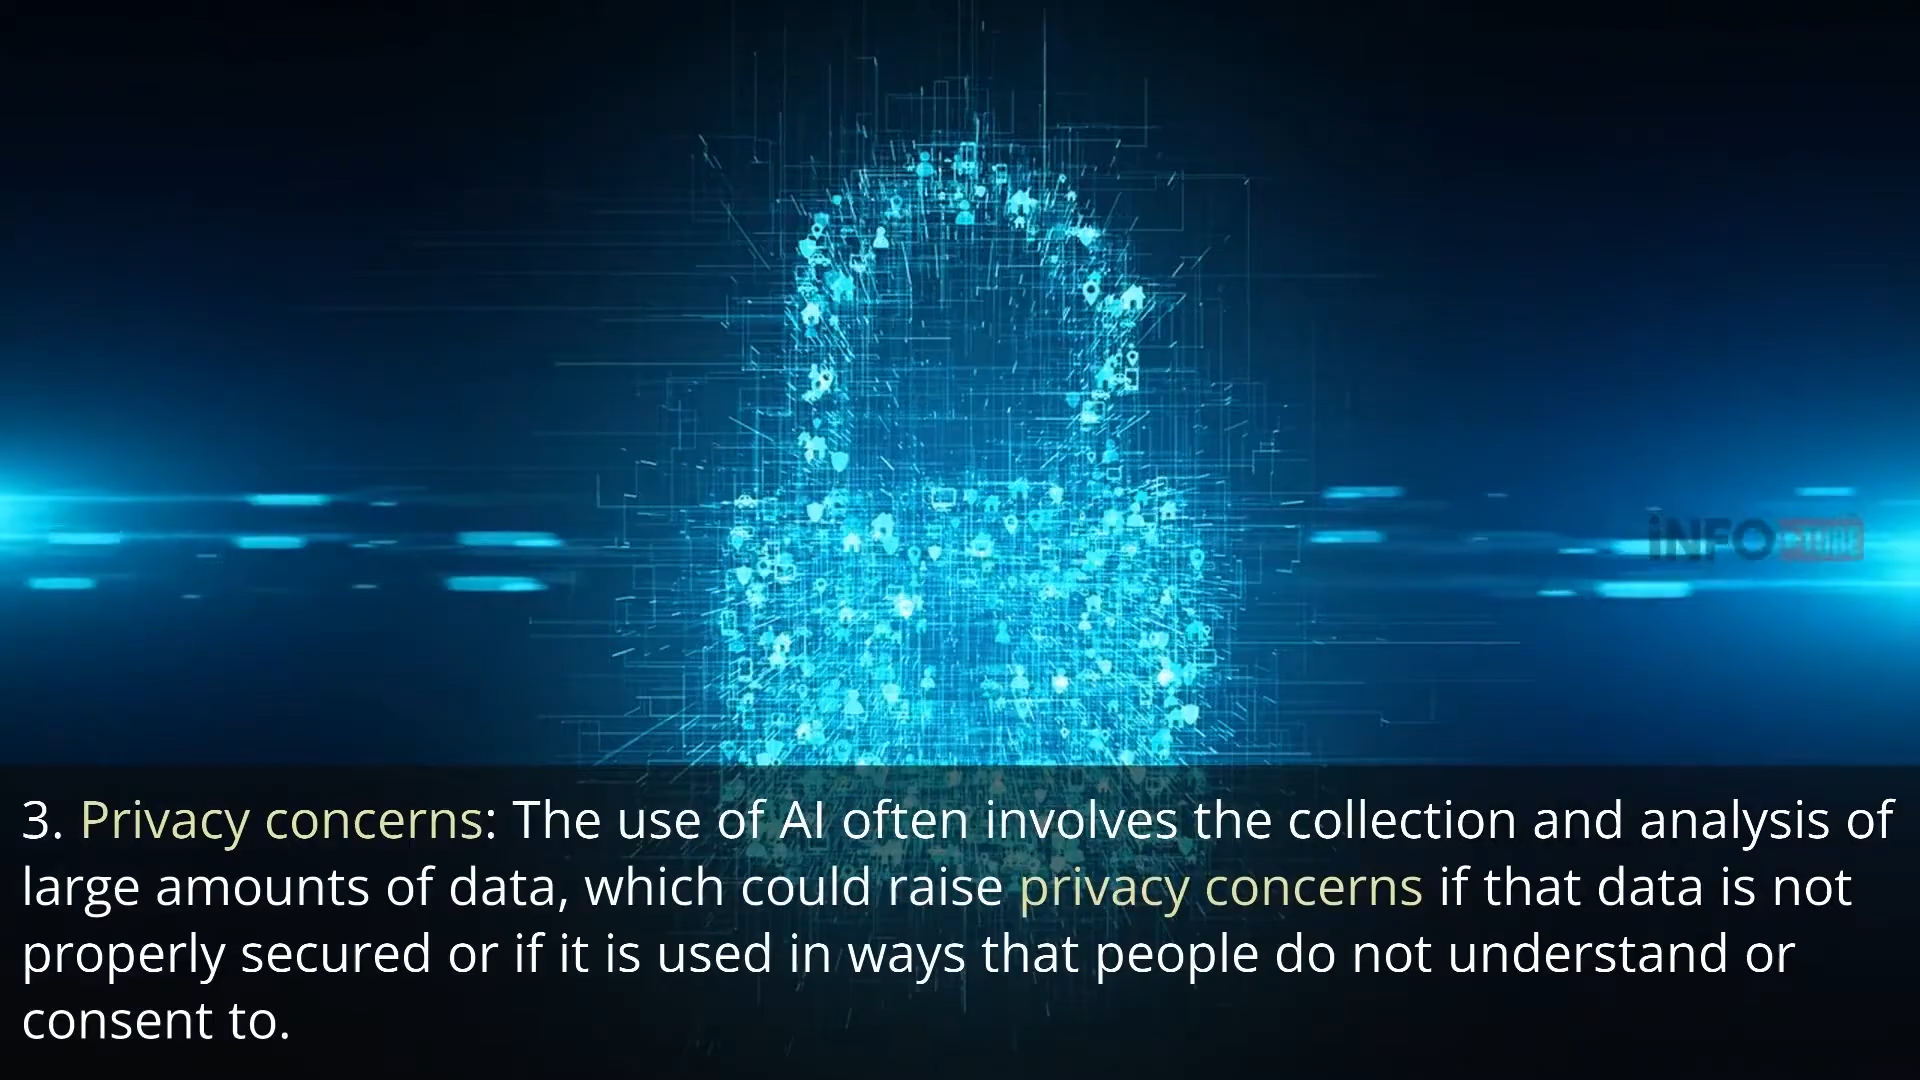 iNFO
3. Privacy concerns: The use of AI often involves the collection and analysis of
large amounts of data, which could raise privacy concerns if that data is not
properly secured or if it is used in ways that people do not understand or
consent to.